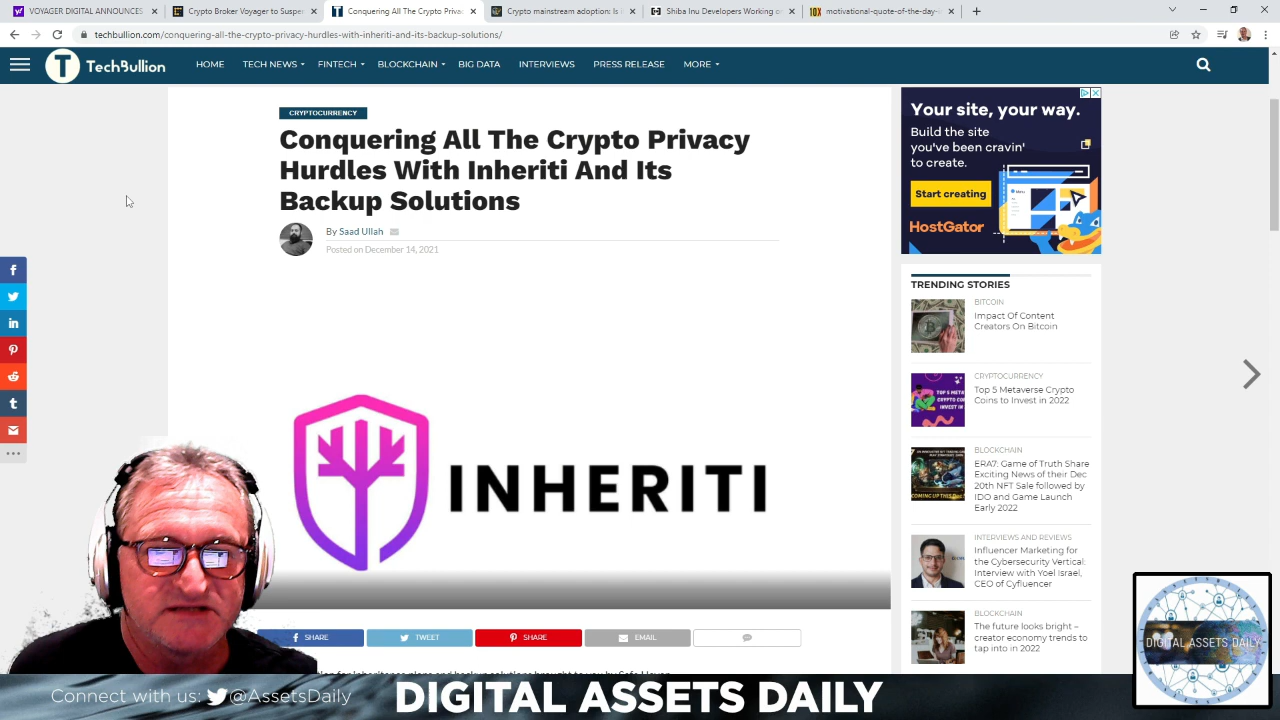 VOYAGER DIGITAL ANNOUNCES
Crypto Broker Voyager to Suspe
The Crypto Conquering All Priva
Crypto mainstream adoption: Is
Shiba Inu Developers Working o
motivational-quote-of-the-day-
techbullion.com/conquering-all-the-crypto-privacy-hurdles-with-inheriti-and-its-backup-solutions/
T TechBullion
HOME TECH NEWS FINTECH BLOCKCHAIN BIG DATA INTERVIEWS PRESS RELEASE MORE
CRYPTOCURRENCY
Conquering All The Crypto Privacy
Hurdles With Inheriti And Its
Backup Solutions
By Saad Ullah
Posted on December 14, 2021
INHERITI
SHARE TWEET SHARE EMAIL
Your site, your way.
Build the site
you've been cravin'
to create.
Start creating
HostGator
TRENDING STORIES
BITCOIN
Impact Of Content
Creators On Bitcoin
CRYPTOCURRENCY
Top 5 Metaverse Crypto
Coins to Invest in 2022
BLOCKCHAIN
ERA7: Game of Truth Share
Exciting News of their Dec
20th NFT Sale followed by
IDO and Game Launch
Early 2022
INTERVIEWS AND REVIEWS
Influencer Marketing for
the Cybersecurity Vertical.
Interview with Yoel Israel,
CEO of Cyfluencer
BLOCKCHAIN
The future looks bright –
creator economy trends to
tap into in 2022
DIGITAL ASSETS DAILY
Connect with us: @AssetsDaily
DIGITAL ASSETS DAILY